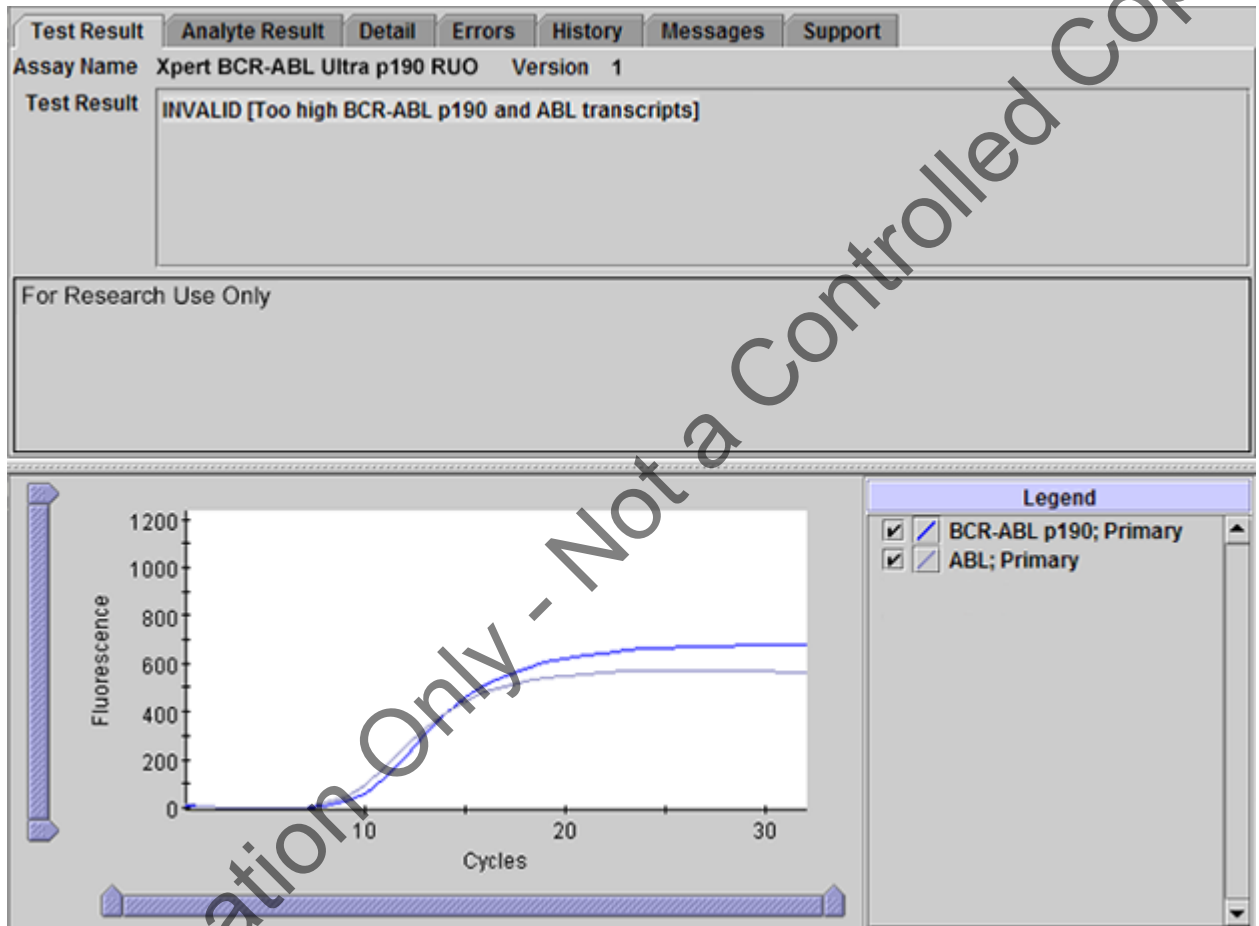 Test Result Analyte Result Detail Errors History Messages Support
Assay Name Xpert BCR-ABL Ultra p190 RUO Version 1
Test Result INVALID [Too high BCR-ABL p190 and ABL transcripts]
For Research Use Only
Legend
BCR-ABL p190; Primary
ABL; Primary
1200
1000
800
600
400
200
0
Fluorescence
10 20 30
Cycles
Only - Not a Controlled